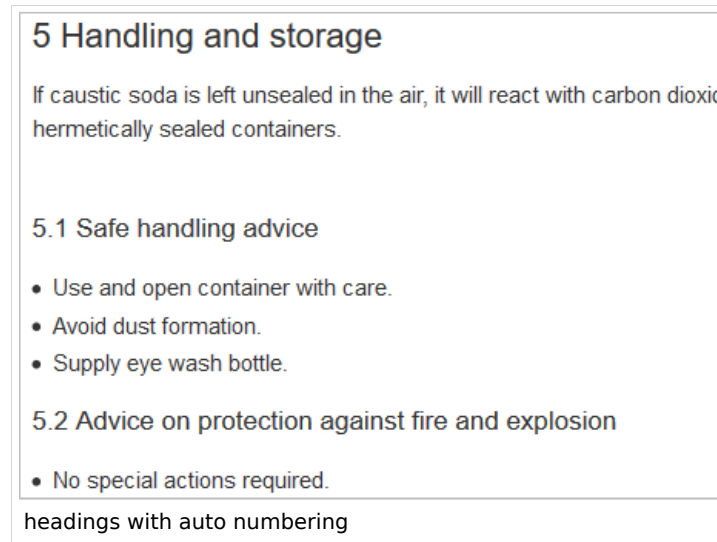 5 Handling and storage
If caustic soda is left unsealed in the air, it will react with carbon
hermetically sealed containers.
5.1 Safe handling advice
• Use and open container with care.
• Avoid dust formation.
• Supply eye wash bottle.
5.2 Advice on protection against fire and explosion
• No special actions required.
headings with auto numbering